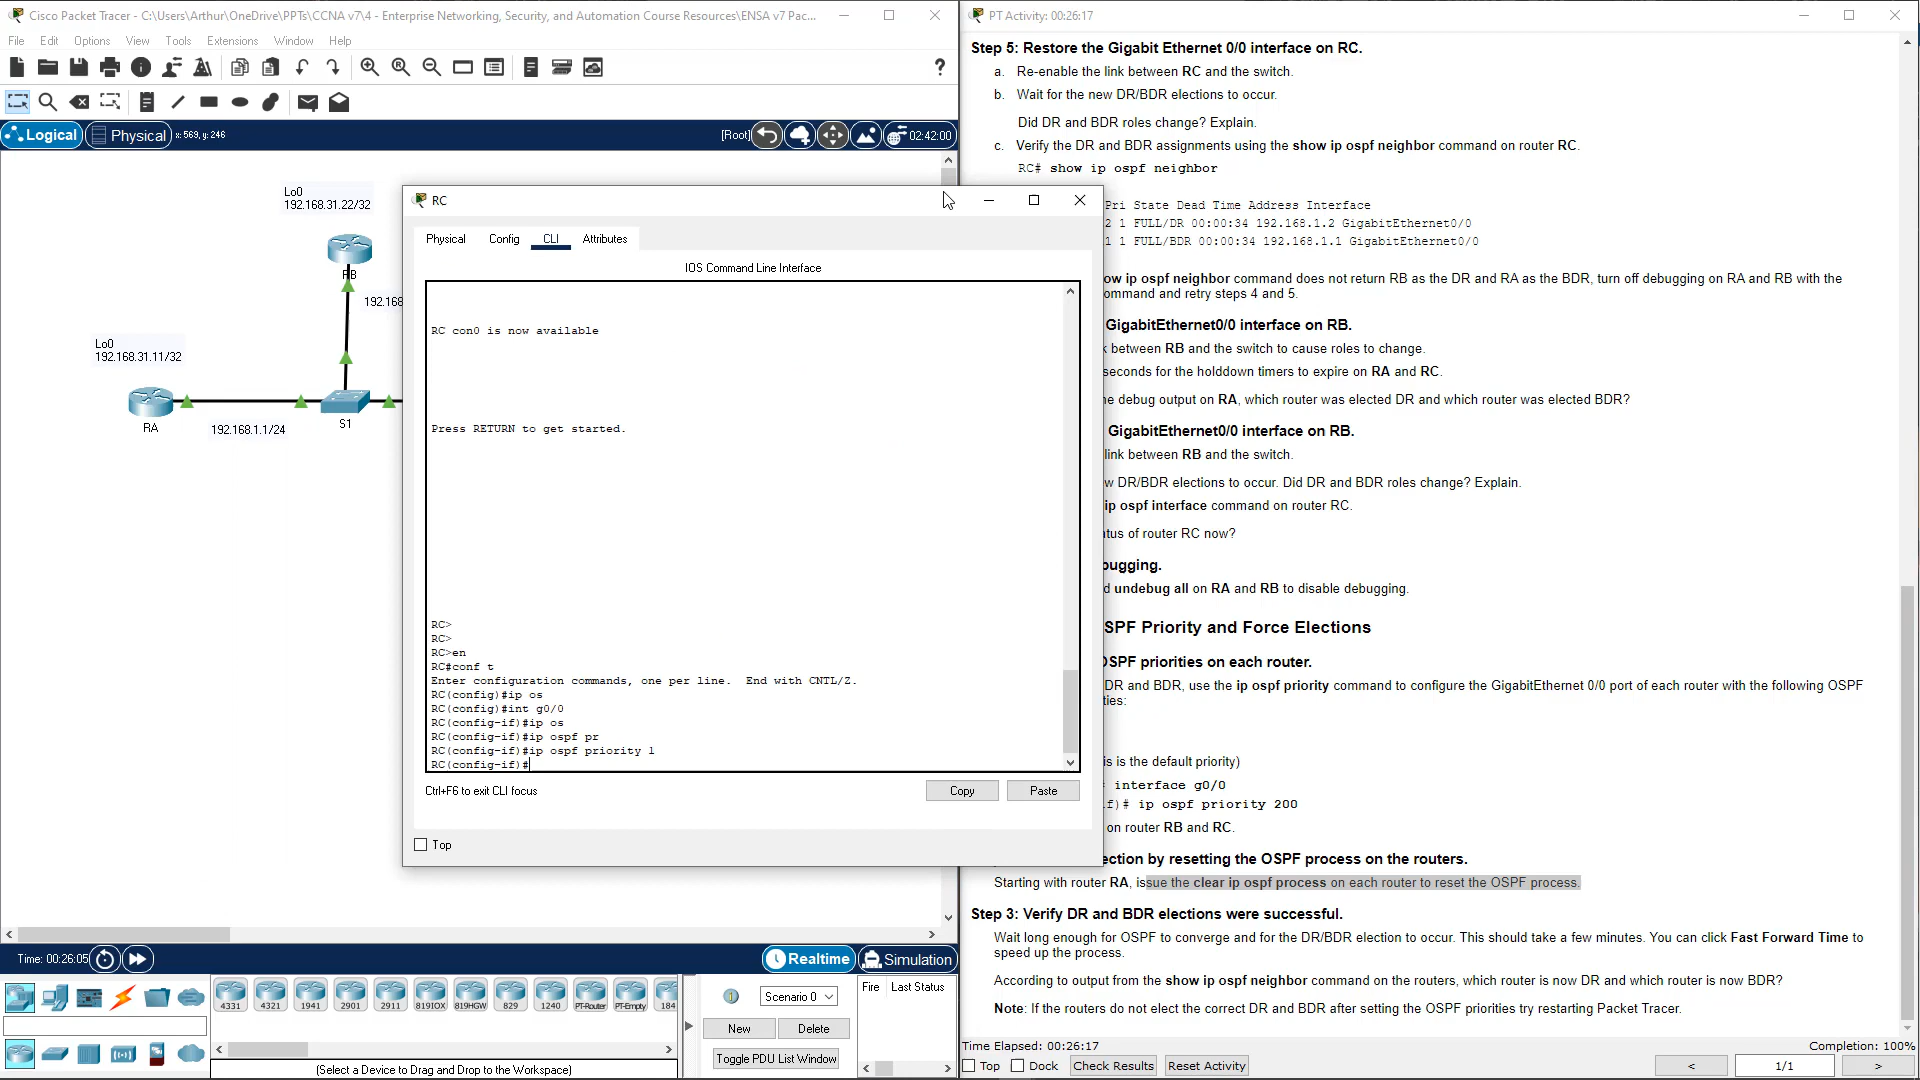 Cisco Packet Tracer - C:\Users\Arthur\OneDrive\PPTs\CCNA v7\4 - Enterprise Networking, Security, and Automation Course Resources\ENSA v7 Pac...
File Edit Options View Tools Extensions Window Help
Logical Physical x: 569, y: 246 [Root] 02:42:00
Lo0
192.168.31.22/32
RB
192.168
Lo0
192.168.31.11/32
RA
192.168.1.1/24
S1
RC
Physical Config CLI Attributes
IOS Command Line Interface
RC con0 is now available
Press RETURN to get started.
RC>
RC>
RC>en
RC#conf t
Enter configuration commands, one per line. End with CNTL/Z.
RC(config)#ip os
RC(config)#int g0/0
RC(config-if)#ip os
RC(config-if)#ip ospf pr
RC(config-if)#ip ospf priority 1
RC(config-if)#
Ctrl+F6 to exit CLI focus
Copy Paste
Top
Time: 00:26:05
Realtime Simulation
4331 4321 1941 2901 2911 819IOX 819HGW 829 1240 PT-Router PT-Empty 184
Scenario 0
New Delete
Toggle PDU List Window
Fire Last Status
(Select a Device to Drag and Drop to the Workspace)
PT Activity: 00:26:17
Step 5: Restore the Gigabit Ethernet 0/0 interface on RC.
a. Re-enable the link between RC and the switch.
b. Wait for the new DR/BDR elections to occur.
Did DR and BDR roles change? Explain.
c. Verify the DR and BDR assignments using the show ip ospf neighbor command on router RC.
RC# show ip ospf neighbor
Pri State Dead Time Address Interface
2 1 FULL/DR 00:00:34 192.168.1.2 GigabitEthernet0/0
1 1 FULL/BDR 00:00:34 192.168.1.1 GigabitEthernet0/0
ow ip ospf neighbor command does not return RB as the DR and RA as the BDR, turn off debugging on RA and RB with the
ommand and retry steps 4 and 5.
GigabitEthernet0/0 interface on RB.
k between RB and the switch to cause roles to change.
seconds for the holddown timers to expire on RA and RC.
e debug output on RA, which router was elected DR and which router was elected BDR?
GigabitEthernet0/0 interface on RB.
link between RB and the switch.
w DR/BDR elections to occur. Did DR and BDR roles change? Explain.
ip ospf interface command on router RC.
tus of router RC now?
ougging.
d undebug all on RA and RB to disable debugging.
SPF Priority and Force Elections
OSPF priorities on each router.
DR and BDR, use the ip ospf priority command to configure the GigabitEthernet 0/0 port of each router with the following OSPF
ties:
s is the default priority)
# interface g0/0
f)# ip ospf priority 200
on router RB and RC.
ction by resetting the OSPF process on the routers.
Starting with router RA, issue the clear ip ospf process on each router to reset the OSPF process.
Step 3: Verify DR and BDR elections were successful.
Wait long enough for OSPF to converge and for the DR/BDR election to occur. This should take a few minutes. You can click Fast Forward Time to
speed up the process.
According to output from the show ip ospf neighbor command on the routers, which router is now DR and which router is now BDR?
Note: If the routers do not elect the correct DR and BDR after setting the OSPF priorities try restarting Packet Tracer.
Time Elapsed: 00:26:17 Completion: 100%
Top Dock Check Results Reset Activity < 1/1 >